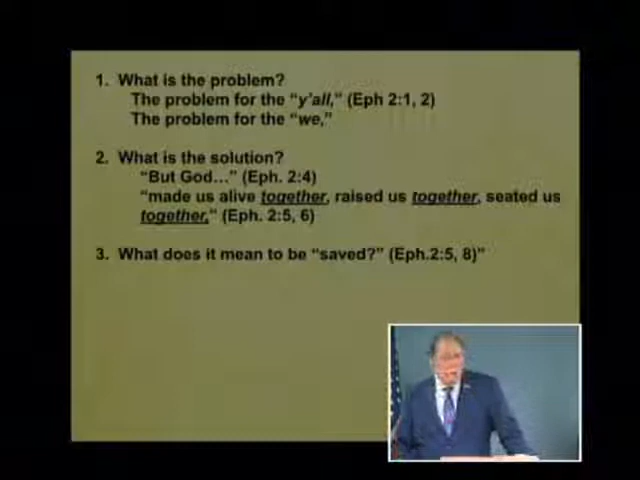 1. What is the problem?
The problem for the “y’all,” (Eph 2:1, 2)
The problem for the “we,”
2. What is the solution?
“But God...” (Eph. 2:4)
“made us alive together, raised us together, seated us
together,” (Eph. 2:5, 6)
3. What does it mean to be “saved?” (Eph.2:5, 8)”